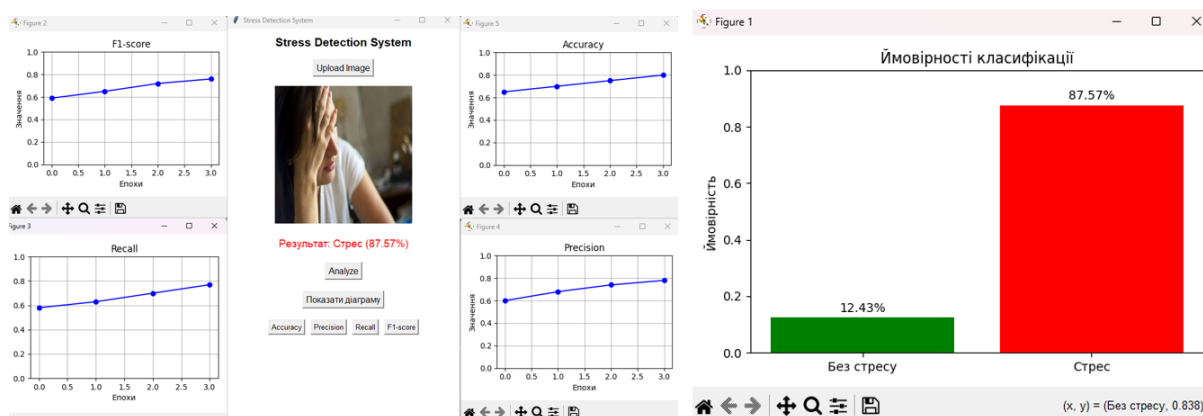 Figure 2
F1-score
1.0
0.8
0.6
0.4
0.2
0.0
Значення
0.0 0.5 1.0 1.5 2.0 2.5 3.0
Епохи
Figure 3
Recall
1.0
0.8
0.6
0.4
0.2
0.0
0.0 0.5 1.0 1.5 2.0 2.5 3.0
Епохи
Stress Detection System
Stress Detection System
Upload Image
Результат: Стрес (87.57%)
Analyze
Показати діаграму
Accuracy Precision Recall F1-score
Figure 5
Accuracy
1.0
0.8
0.6
0.4
0.2
0.0
Значення
0.0 0.5 1.0 1.5 2.0 2.5 3.0
Епохи
Figure 4
Precision
1.0
0.8
0.6
0.4
0.2
0.0
Значення
0.0 0.5 1.0 1.5 2.0 2.5 3.0
Епохи
Figure 1
Ймовірності класифікації
1.0
0.8
0.6
0.4
0.2
0.0
Ймовірність
12.43%
87.57%
Без стресу Стрес
(x, y) = (Без стресу, 0.838)